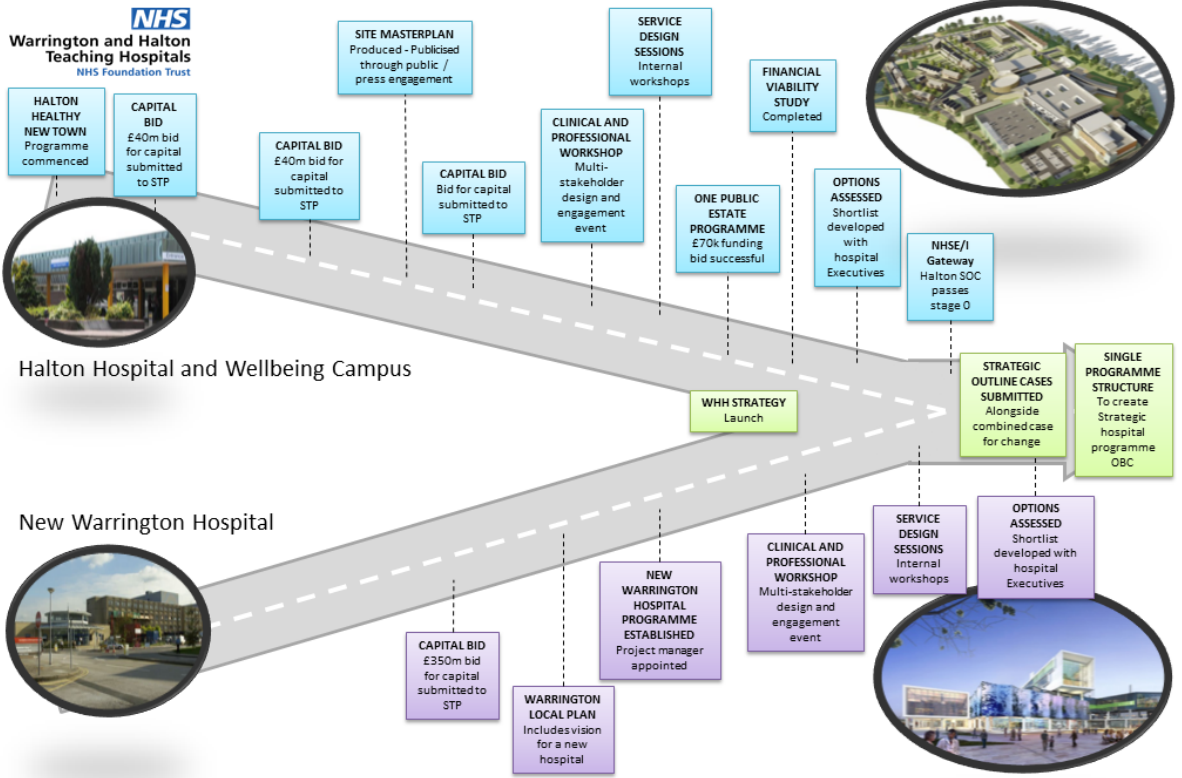 NHS
Warrington and Halton
Teaching Hospitals
NHS Foundation Trust
HALTON
HEALTHY
NEW TOWN
Programme
commenced
CAPITAL
BID
£40m bid
for capital
submitted
to STP
CAPITAL BID
£40m bid for
capital
submitted to
STP
SITE MASTERPLAN
Produced - Publicised
through public /
press engagement
CAPITAL BID
Bid for capital
submitted to
STP
CLINICAL AND
PROFESSIONAL
WORKSHOP
Multi-
stakeholder
design and
engagement
event
SERVICE
DESIGN
SESSIONS
Internal
workshops
ONE PUBLIC
ESTATE
PROGRAMME
£70k funding
bid successful
FINANCIAL
VIABILITY
STUDY
Completed
OPTIONS
ASSESSED
Shortlist
developed
with
hospital
Executives
NHSE/I
Gateway
Halton SOC
passes
stage 0
Halton Hospital and Wellbeing Campus
WHH STRATEGY
Launch
STRATEGIC
OUTLINE CASES
SUBMITTED
Alongside
combined case
for change
SINGLE
PROGRAMME
STRUCTURE
To create
Strategic
hospital
programme
OBC
New Warrington Hospital
CAPITAL BID
£350m bid
for capital
submitted to
STP
WARRINGTON
LOCAL PLAN
Includes vision
for a new
hospital
NEW
WARRINGTON
HOSPITAL
PROGRAMME
ESTABLISHED
Project manager
appointed
CLINICAL AND
PROFESSIONAL
WORKSHOP
Multi-stakeholder
design and
engagement
event
SERVICE
DESIGN
SESSIONS
Internal
workshops
OPTIONS
ASSESSED
Shortlist
developed with
hospital
Executives